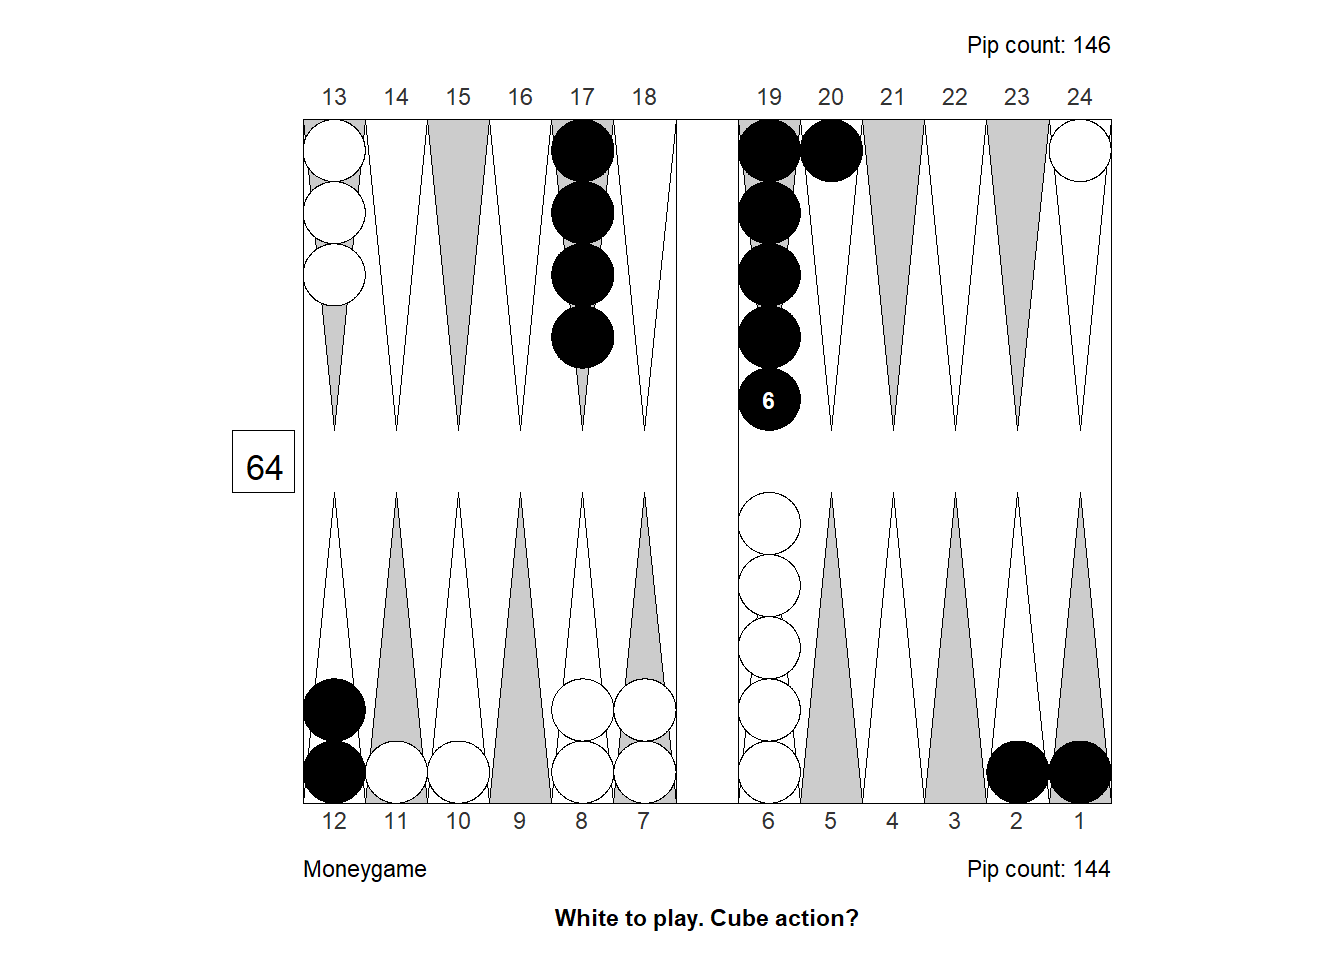 Pip count: 146
13 14 15 16 17 18 19 20 21 22 23 24
6
64
12 11 10 9 8 7 6 5 4 3 2 1
Moneygame Pip count: 144
White to play. Cube action?